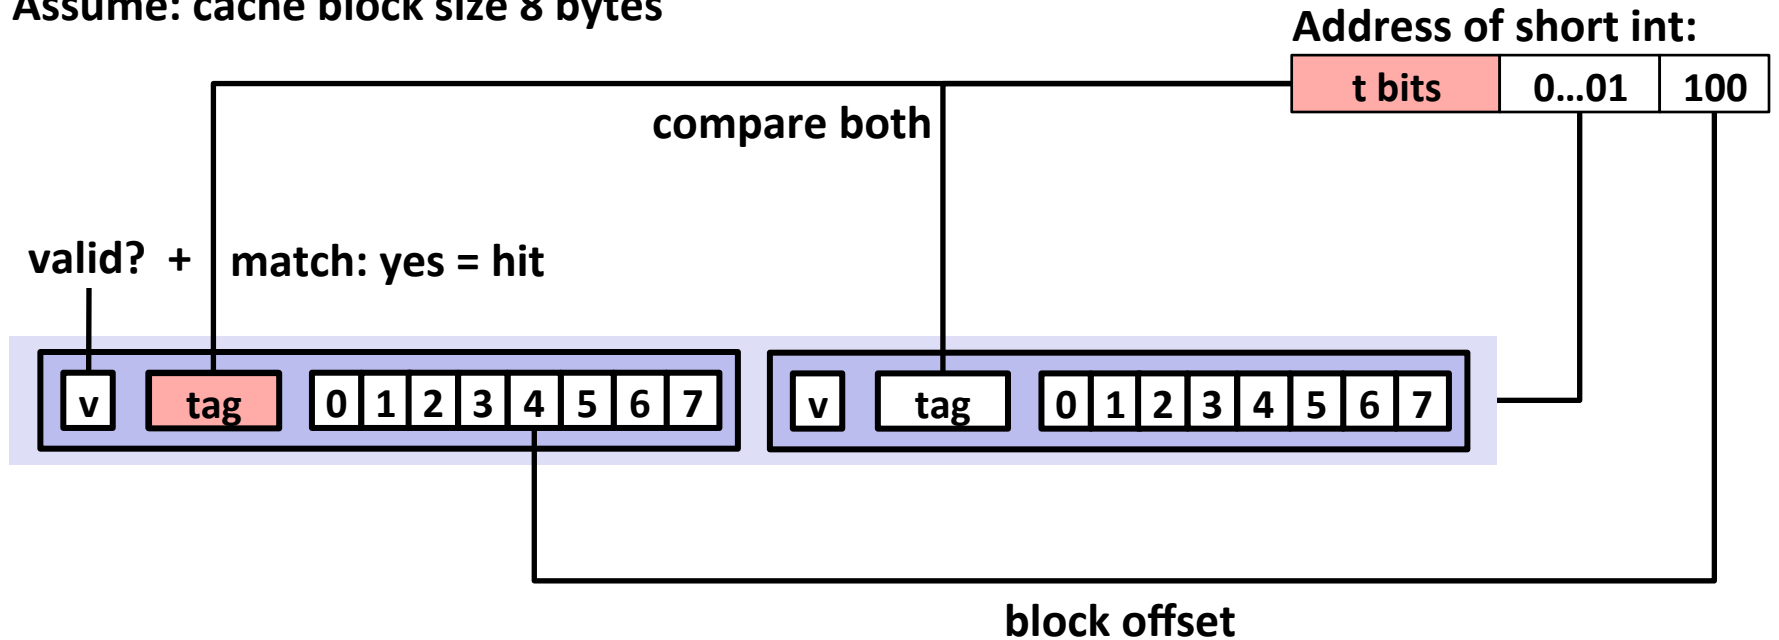 Assume: cache block size 8 bytes
Address of short int:
t bits 0...01 100
compare both
valid? + match: yes = hit
v tag 0 1 2 3 4 5 6 7 v tag 0 1 2 3 4 5 6 7
block offset